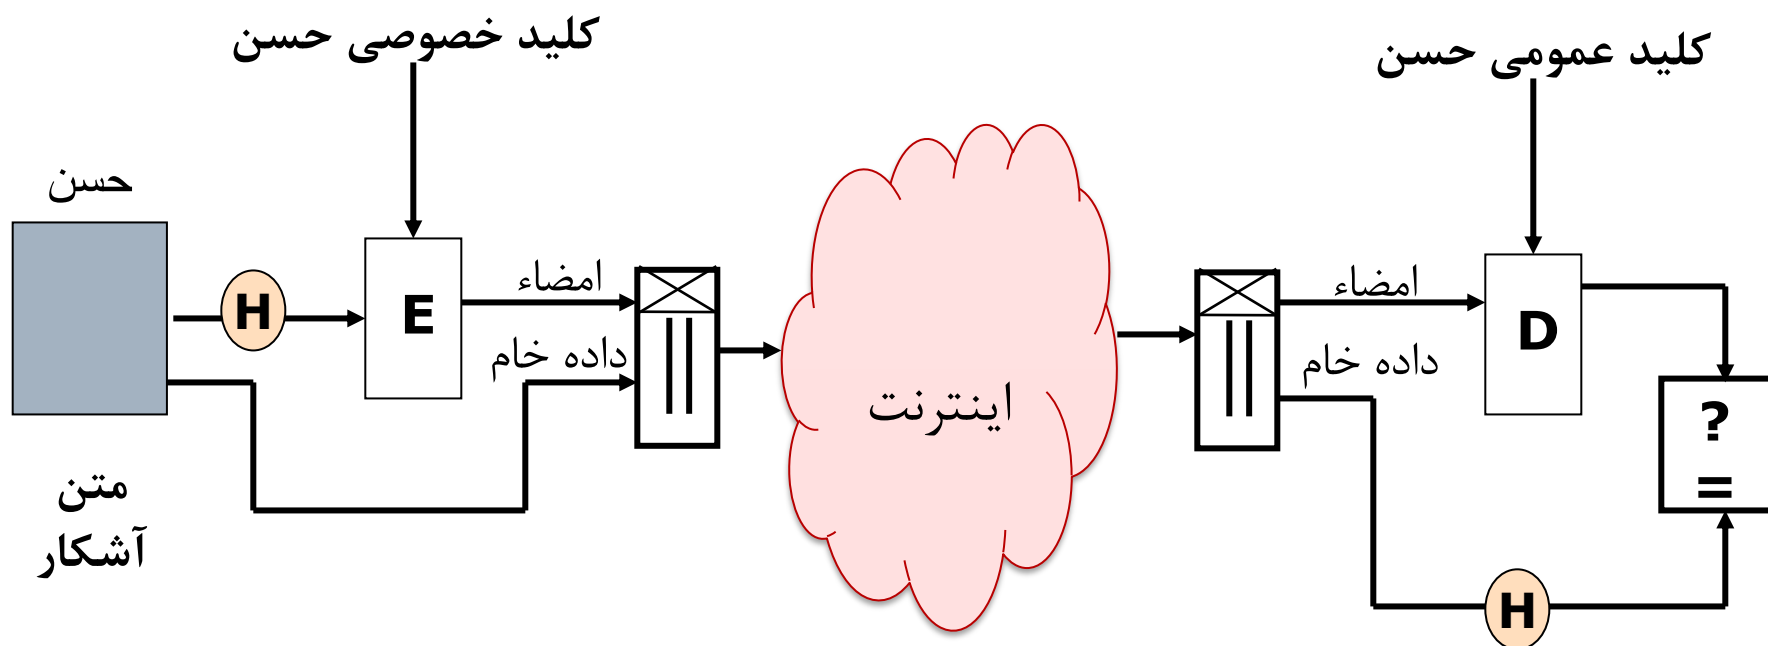 کلید خصوصی حسن
کلید عمومی حسن
حسن
H
E
امضاء
داده خام
||
متن
آشکار
اینترنت
||
امضاء
داده خام
D
?
=
H